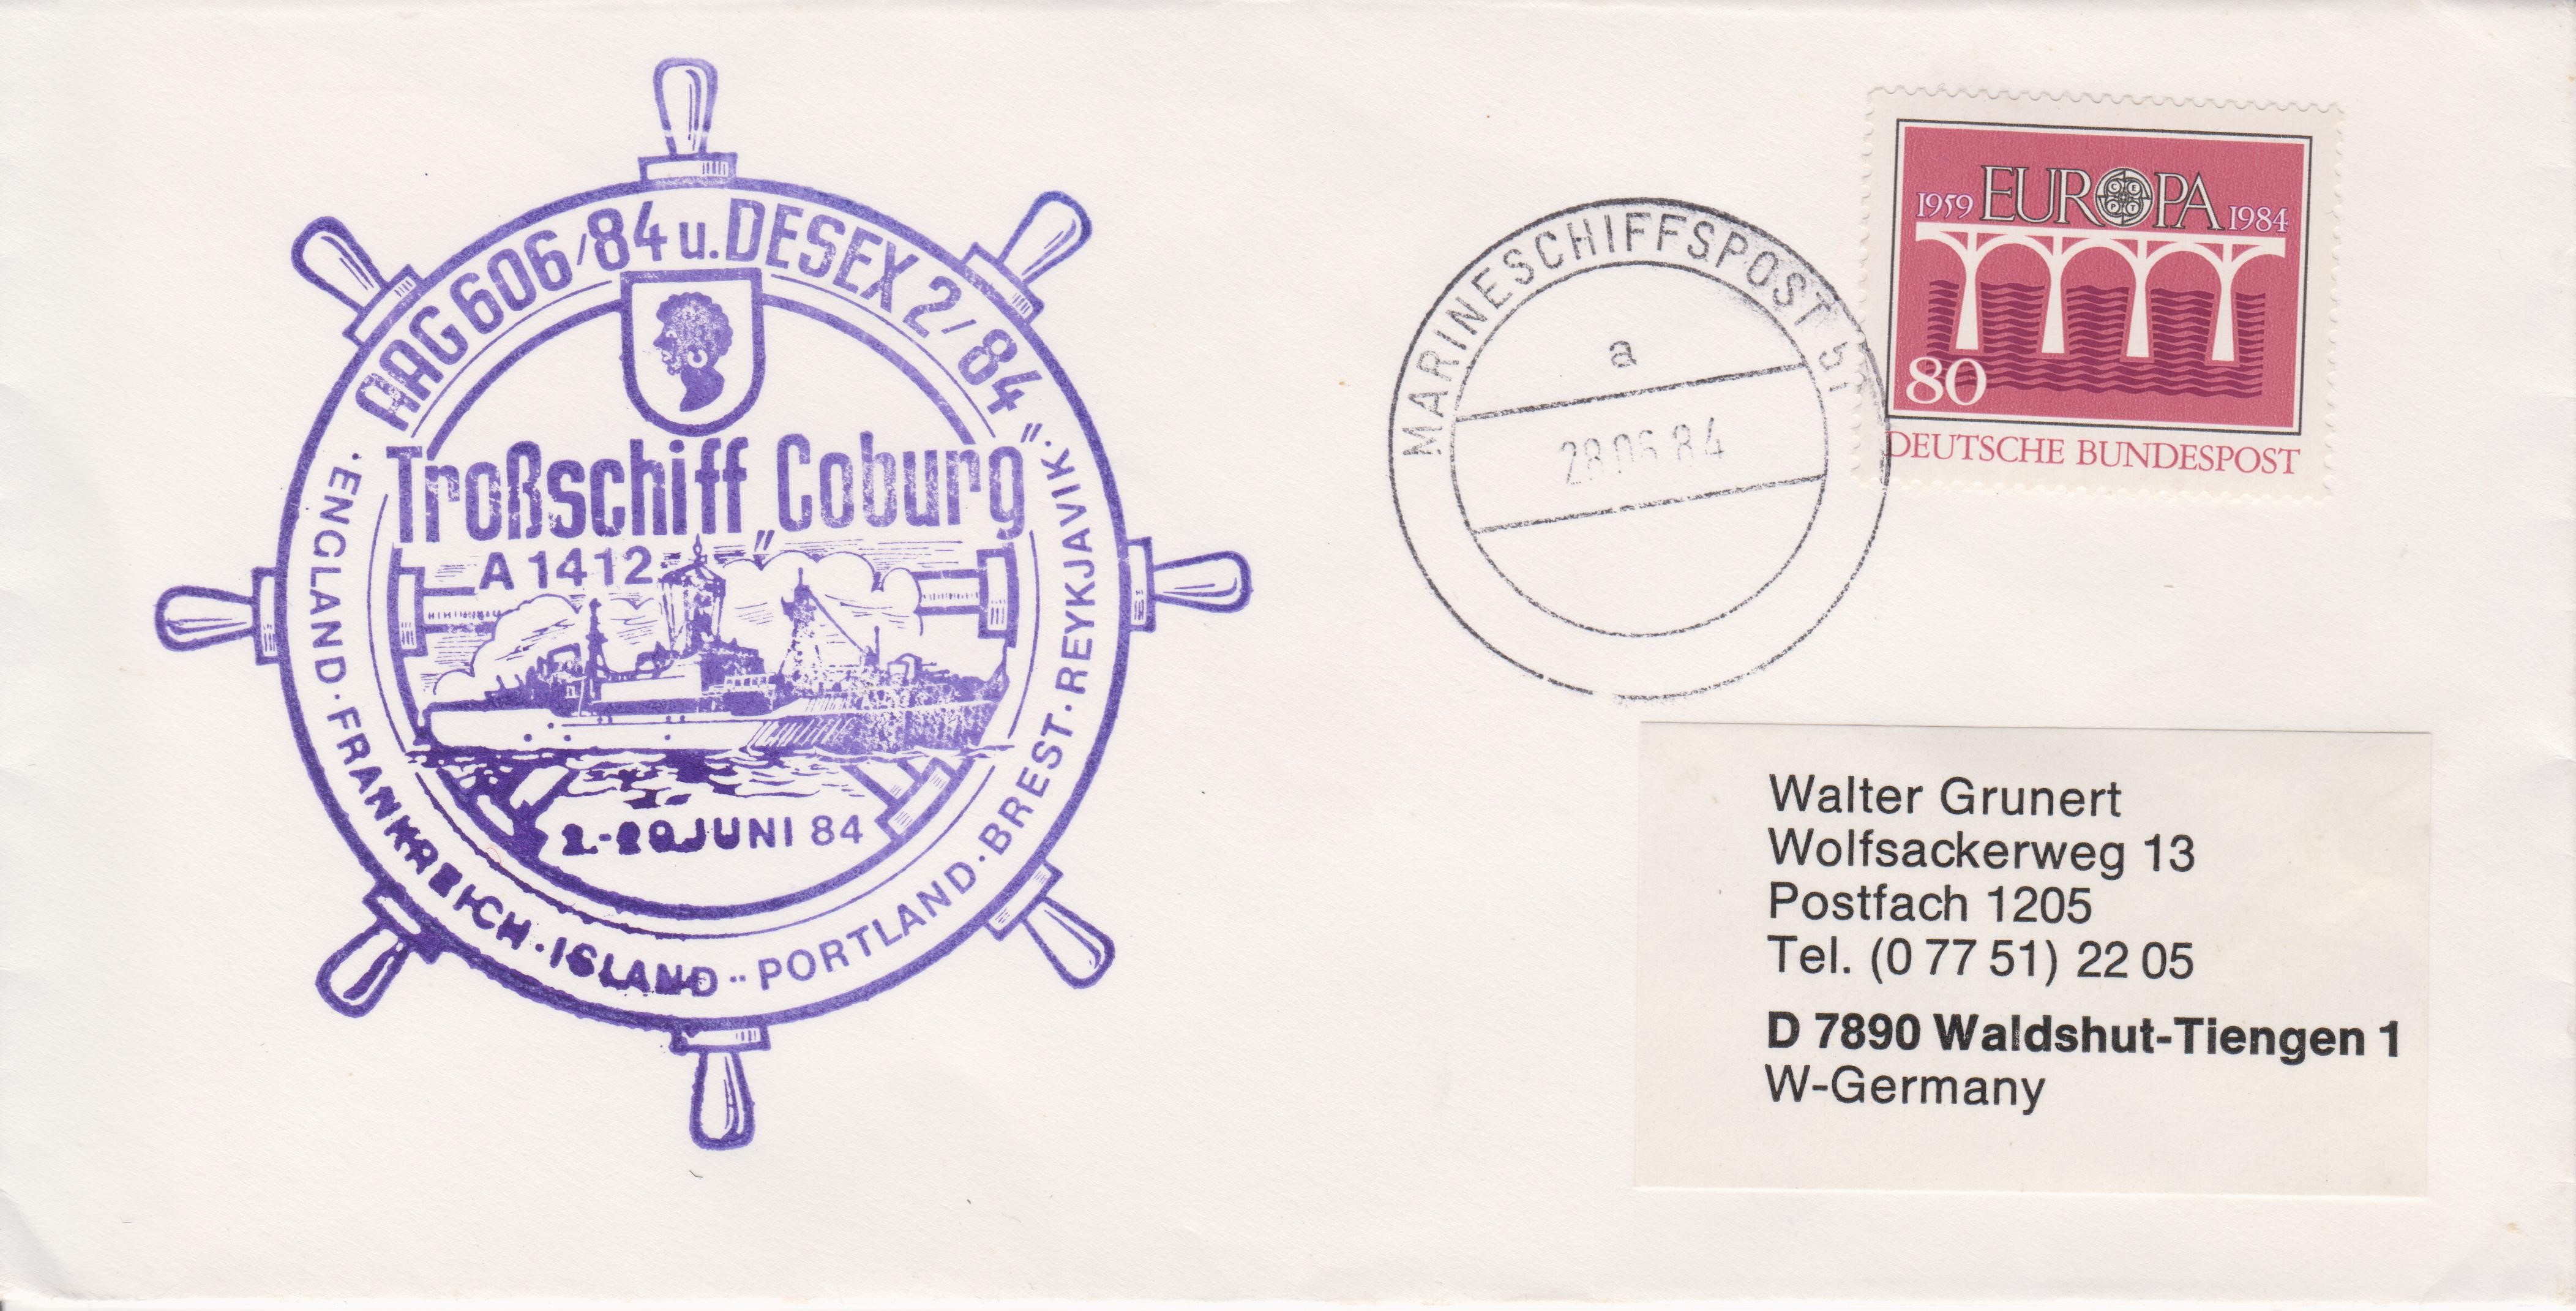 AAG 606/84 u. DESEX 2/84
Troßschiff „Coburg"
A 1412
JUNI 84
· ENGLAND · FRANKREICH · ISLAND ·· PORTLAND · BREST · REYKJAVIK ·
MARINESCHIFFSPOST
a
28.06.84
1959 EUROPA 1984
CEPT
80
DEUTSCHE BUNDESPOST
Walter Grunert
Wolfsackerweg 13
Postfach 1205
Tel. (0 77 51) 22 05
D 7890 Waldshut-Tiengen 1
W-Germany